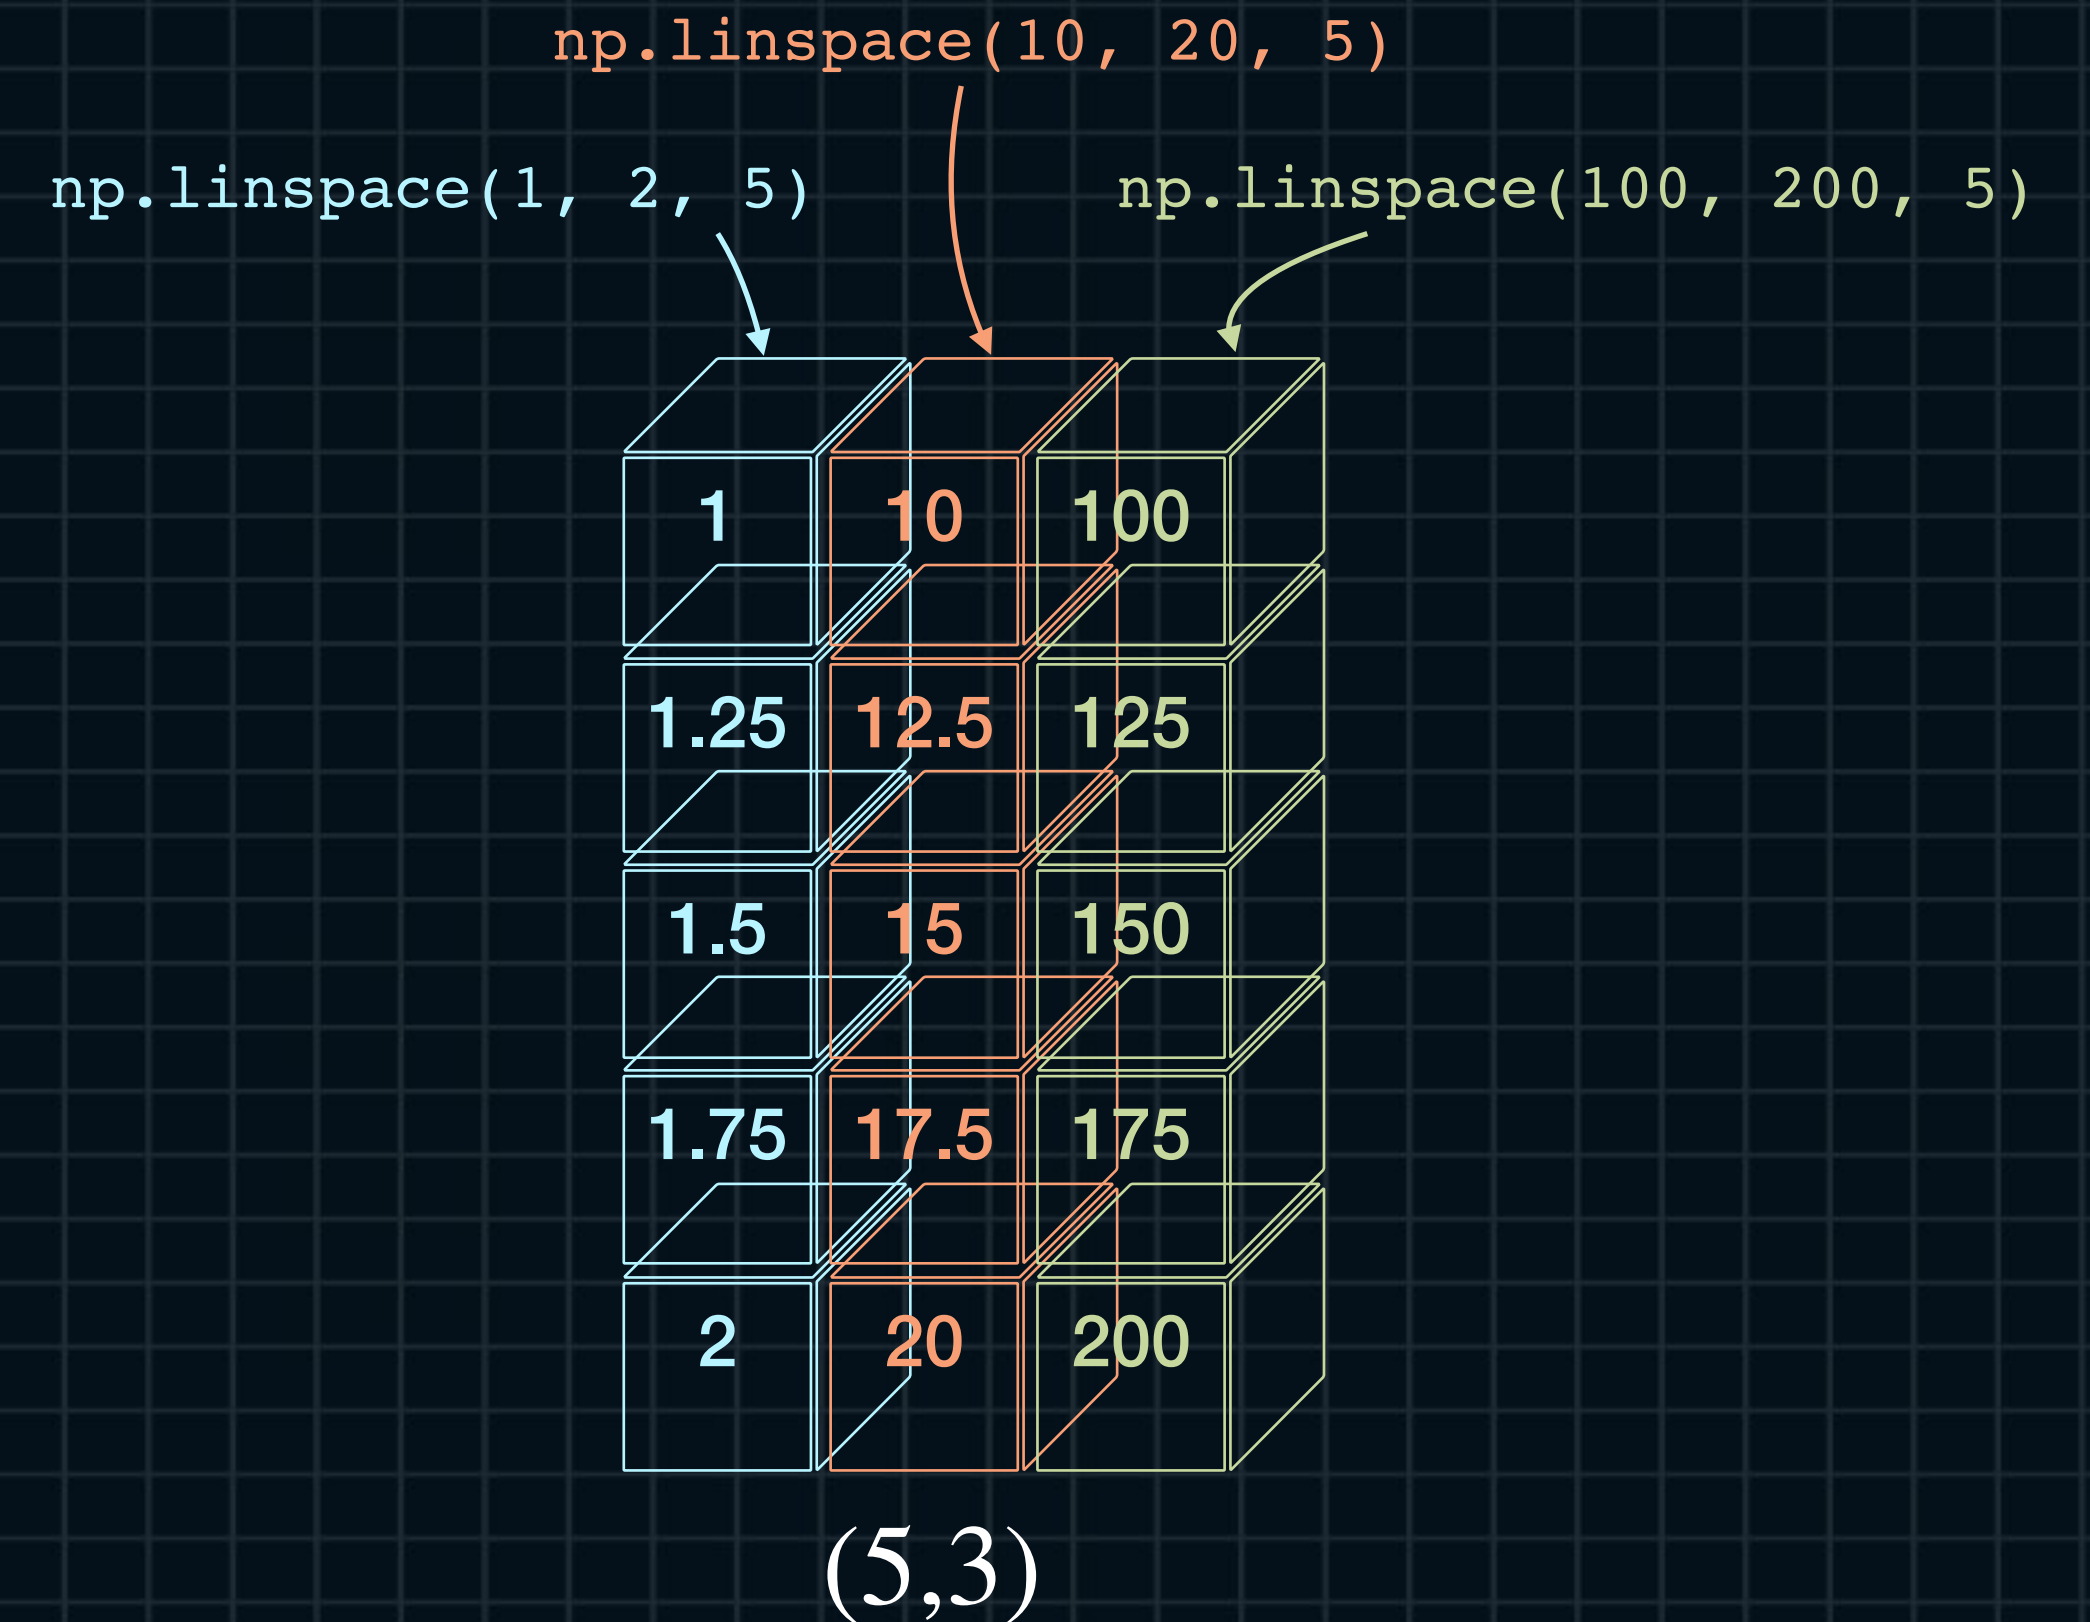 np.linspace(10, 20, 5)
np.linspace(1, 2, 5) np.linspace(100, 200, 5)
1 10 100
1.25 12.5 125
1.5 15 150
1.75 17.5 175
2 20 200
(5,3)